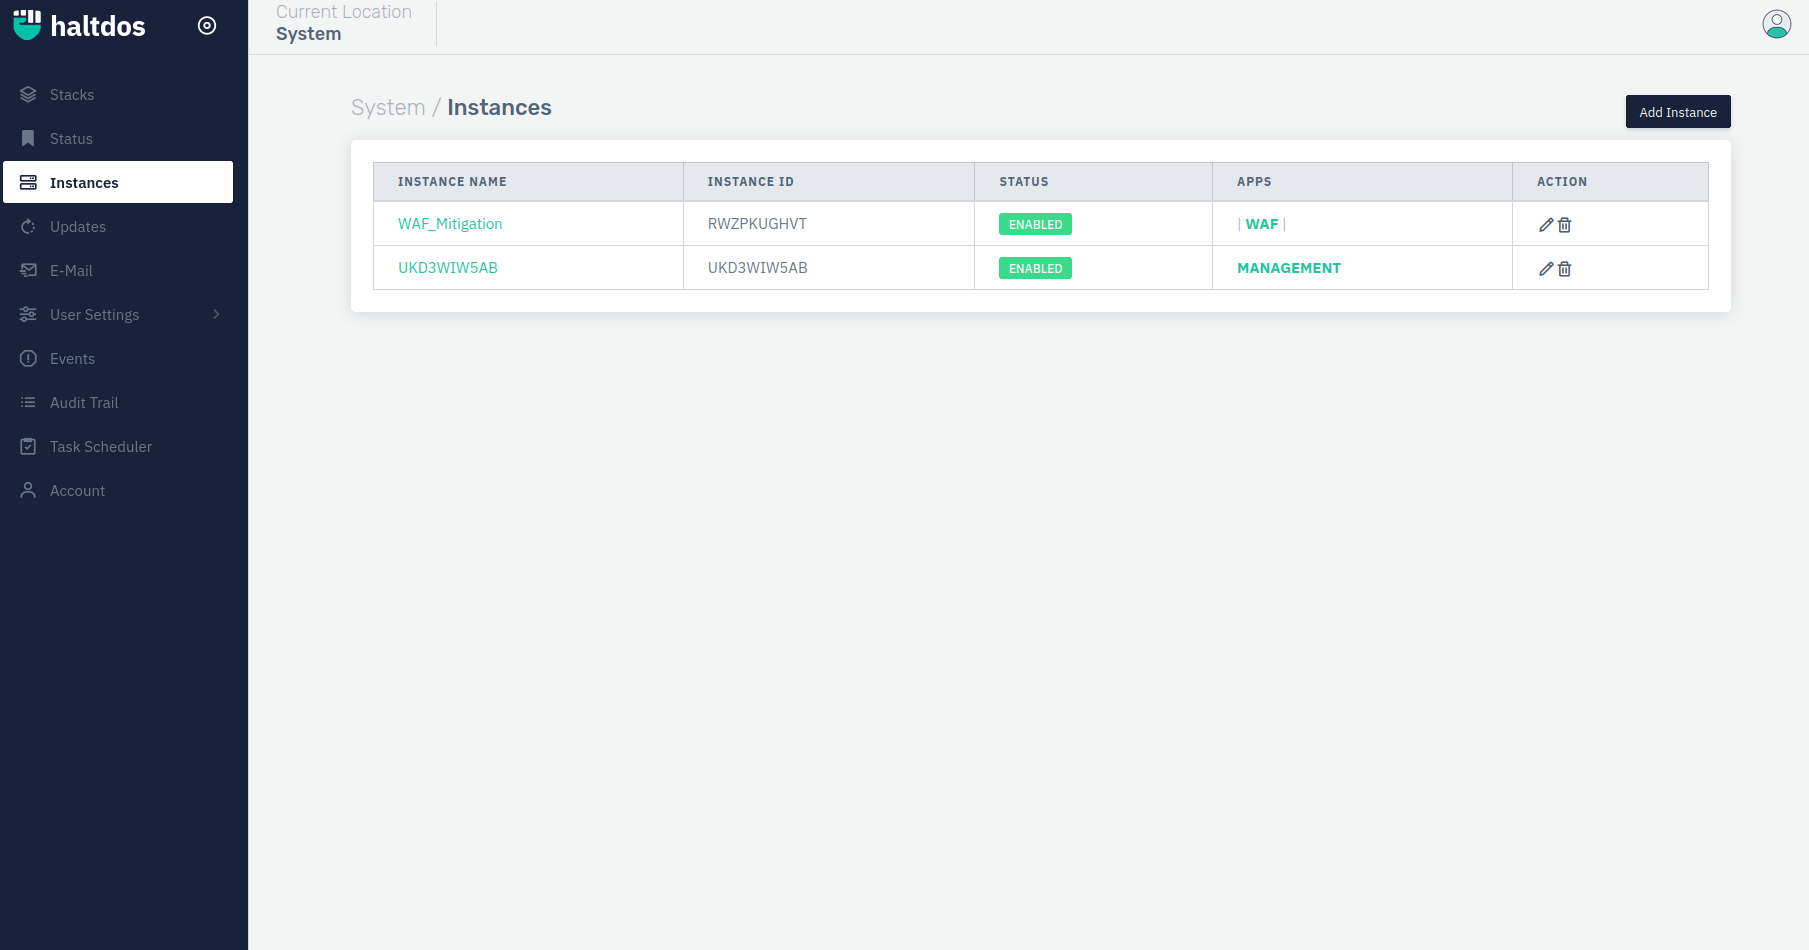 haltdos
Current Location
System
Stacks
Status
Instances
Updates
E-Mail
User Settings
Events
Audit Trail
Task Scheduler
Account
System / Instances
Add Instance
INSTANCE NAME INSTANCE ID STATUS APPS ACTION
WAF_Mitigation RWZPKUGHVT ENABLED | WAF |
UKD3WIW5AB UKD3WIW5AB ENABLED MANAGEMENT